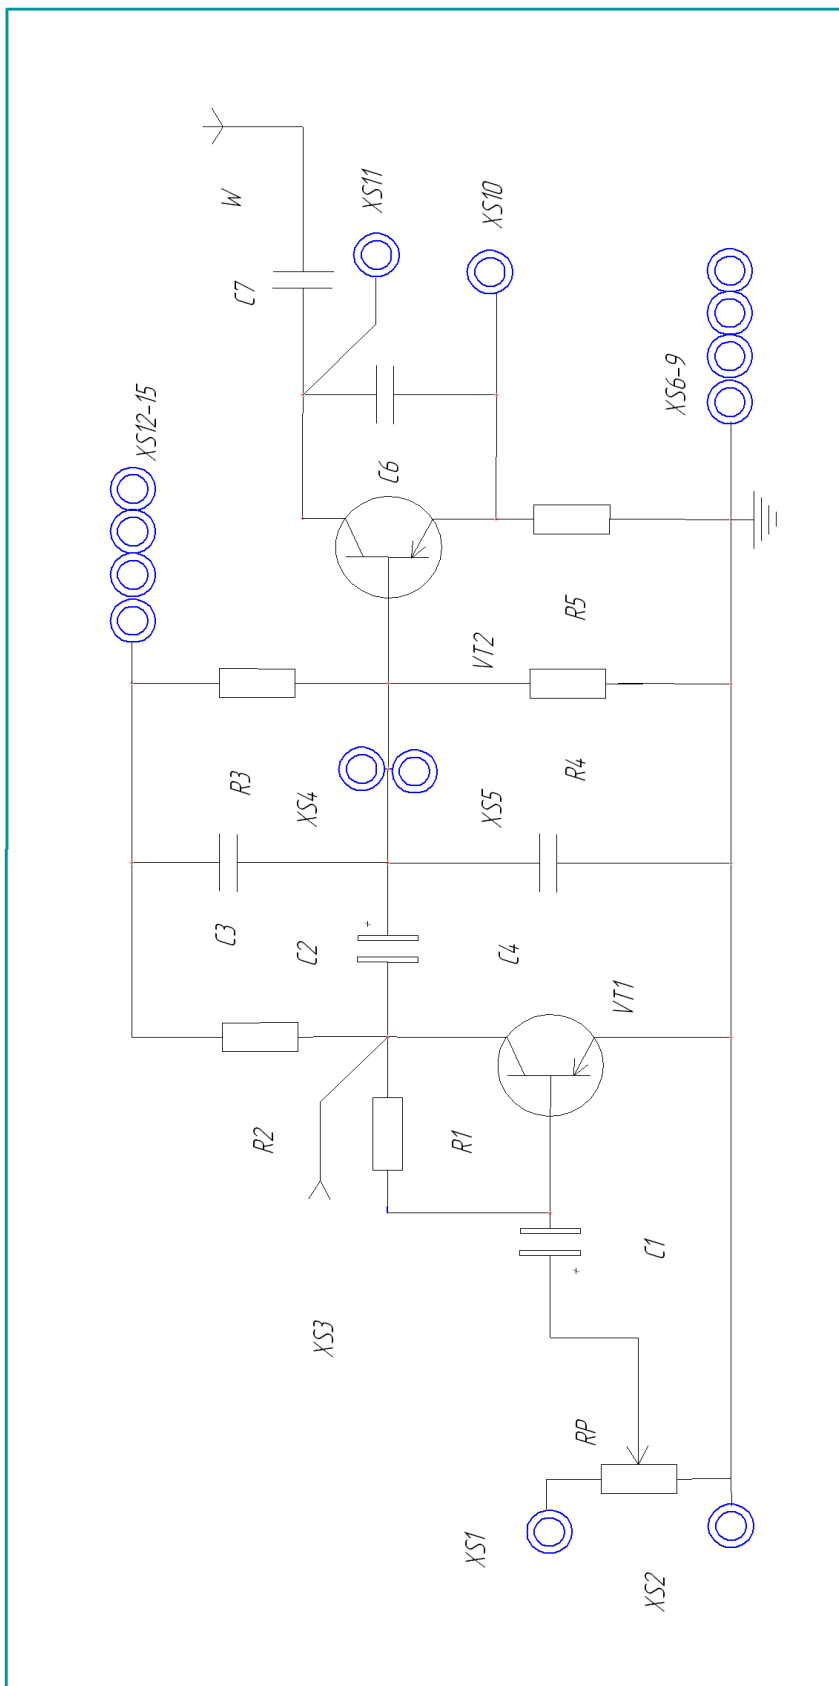 W
XS11
XS10
C7
XS12-15
XS6-9
C6
R5
VT2
R3
XS4
XS5
R4
C3
C2
+
C4
VT1
R2
R1
C1
+
XS3
RP
XS1
XS2